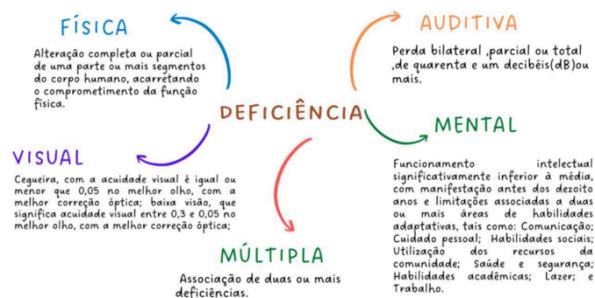 FÍSICA
Alteração completa ou parcial
de uma parte ou mais segmentos
do corpo humano, acarretando
o comprometimento da função
física.
AUDITIVA
Perda bilateral ,parcial ou total
,de quarenta e um decibéis(dB)ou
mais.
DEFICIÊNCIA
VISUAL
Cegueira, com a acuidade visual é igual ou
menor que 0,05 no melhor olho, com a
melhor correção óptica; baixa visão, que
significa acuidade visual entre 0,3 e 0,05 no
melhor olho, com a melhor correção óptica;
MENTAL
Funcionamento intelectual
significativamente inferior à média,
com manifestação antes dos dezoito
anos e limitações associadas a duas
ou mais áreas de habilidades
adaptativas, tais como: Comunicação;
Cuidado pessoal; Habilidades sociais;
Utilização dos recursos da
comunidade; Saúde e segurança;
Habilidades acadêmicas; Lazer; e
Trabalho.
MÚLTIPLA
Associação de duas ou mais
deficiências.